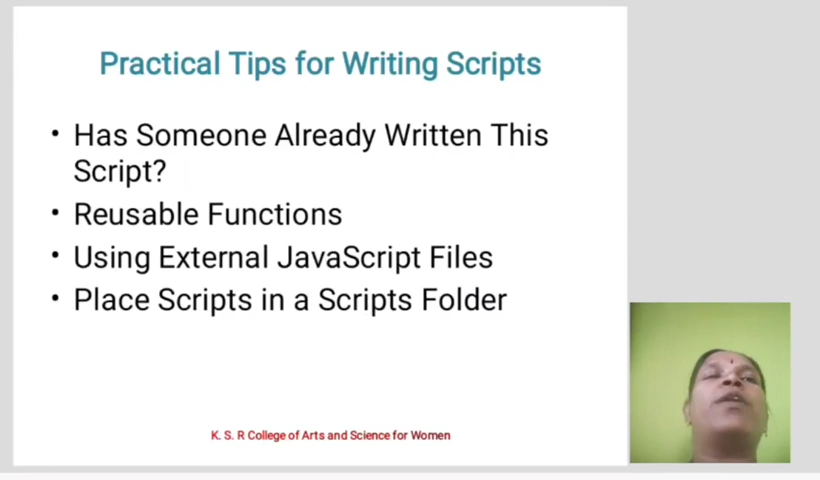 Practical Tips for Writing Scripts
• Has Someone Already Written This
Script?
• Reusable Functions
• Using External JavaScript Files
• Place Scripts in a Scripts Folder
K. S. R College of Arts and Science for Women